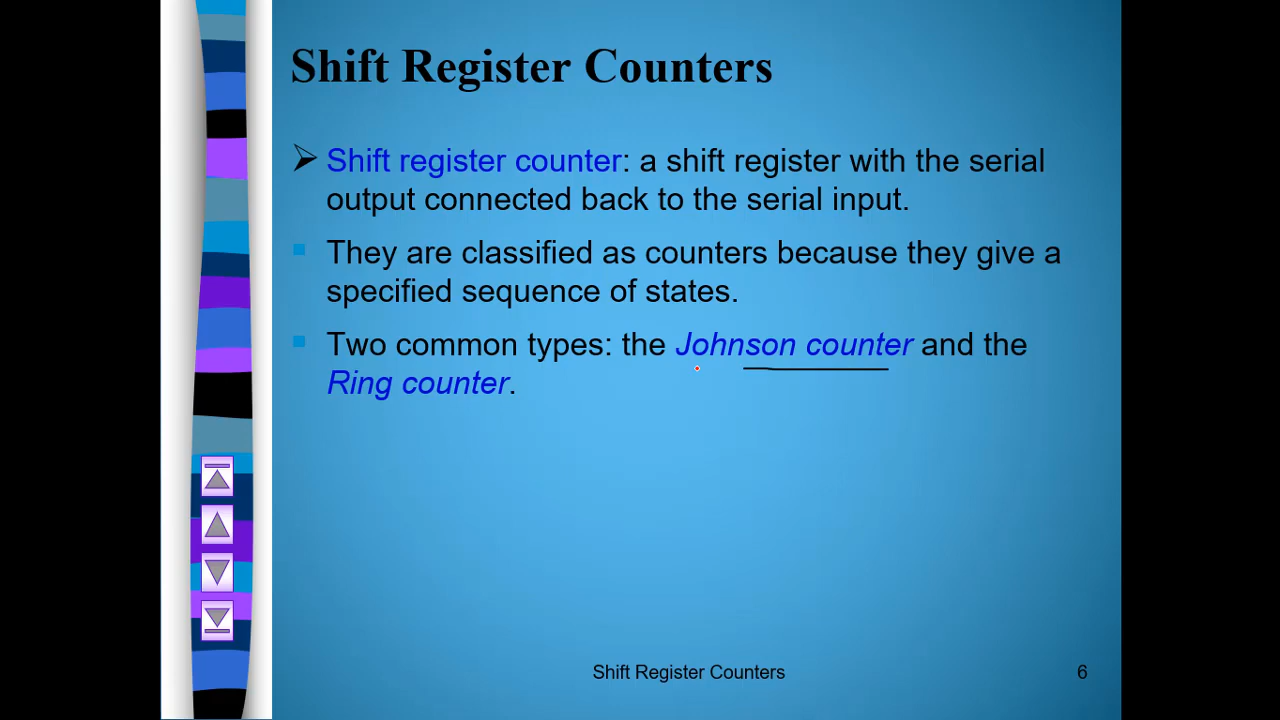 Shift Register Counters
Shift register counter: a shift register with the serial
output connected back to the serial input.
They are classified as counters because they give a
specified sequence of states.
Two common types: the Johnson counter and the
Ring counter.
Shift Register Counters
6